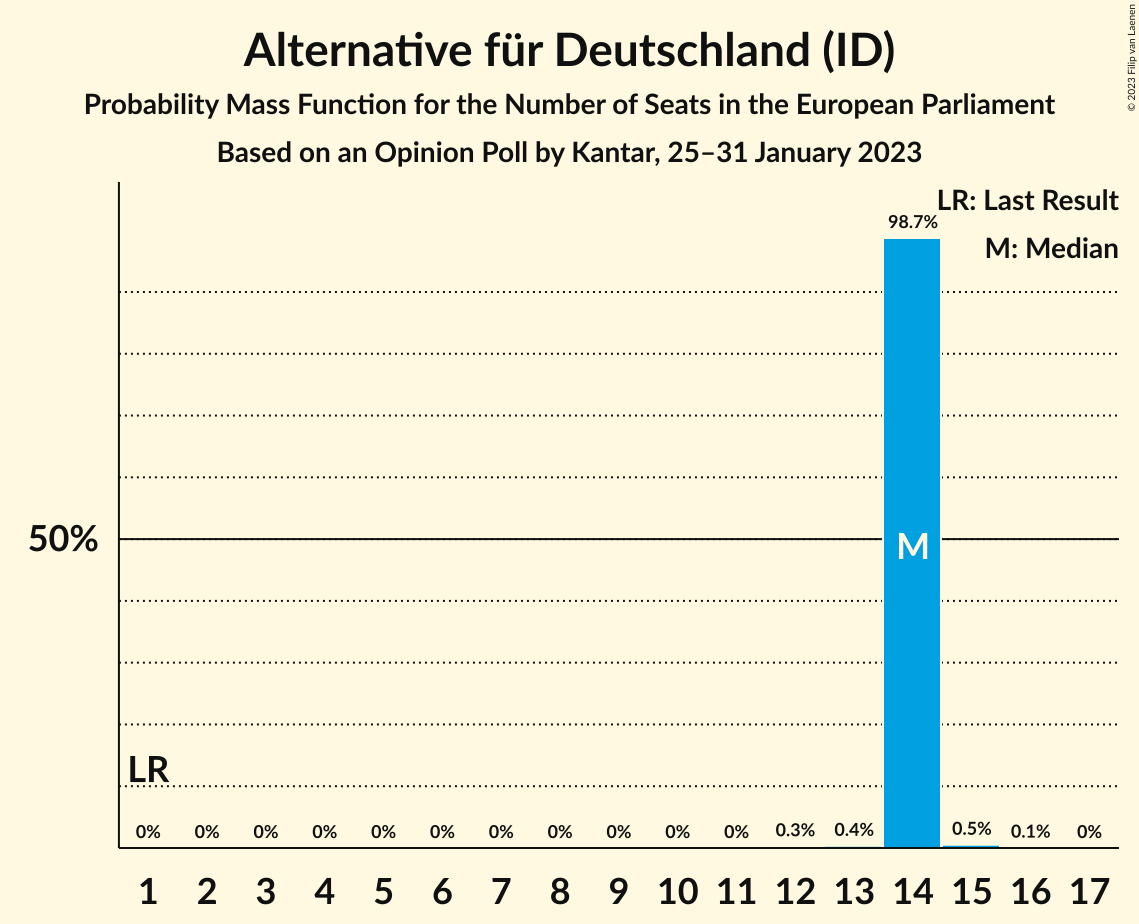 Alternative für Deutschland (ID)
Probability Mass Function for the Number of Seats in the European Parliament
Based on an Opinion Poll by Kantar, 25–31 January 2023
© 2023 Filip van Laenen
LR: Last Result
M: Median
98.7%
50%
M
LR
0% 0% 0% 0% 0% 0% 0% 0% 0% 0% 0% 0.3% 0.4% 0.5% 0.1% 0%
1 2 3 4 5 6 7 8 9 10 11 12 13 14 15 16 17